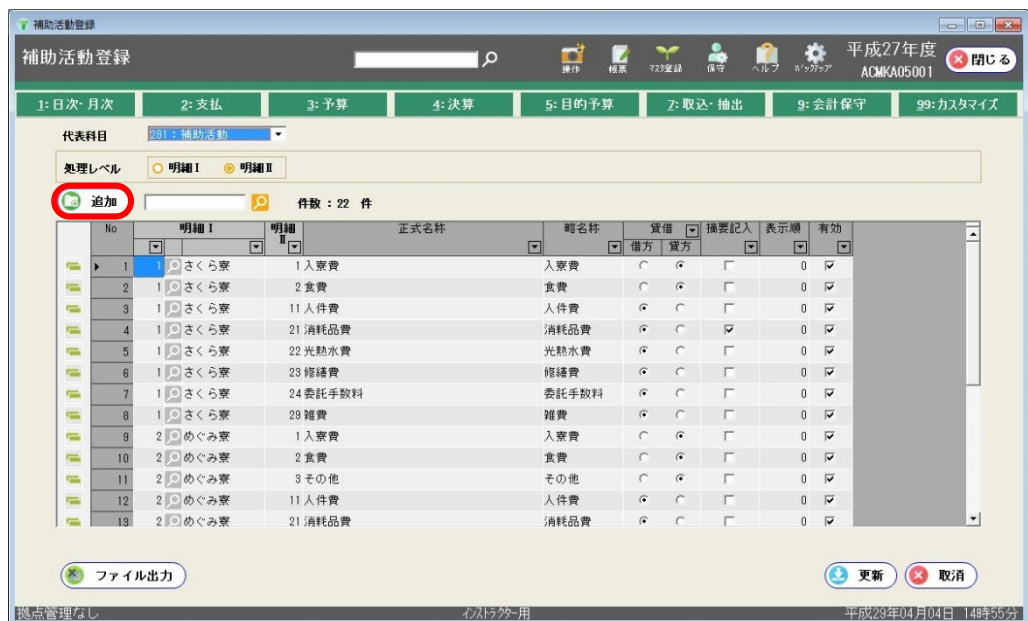 補助活動登録
補助活動登録
操作 帳票 マスタ登録 保守 ヘルプ バックアップ
平成27年度
ACMKA05001
閉じる
1:日次・月次 2:支払 3:予算 4:決算 5:目的予算 7:取込・抽出 9:会計保守 99:カスタマイズ
代表科目 281：補助活動
処理レベル 明細Ⅰ 明細Ⅱ
追加 件数：22 件
No 明細Ⅰ 明細Ⅱ 正式名称 略名称 貸借 摘要記入 表示順 有効
借方 貸方
1 1 さくら寮 1 入寮費 入寮費 0
2 1 さくら寮 2 食費 食費 0
3 1 さくら寮 11 人件費 人件費 0
4 1 さくら寮 21 消耗品費 消耗品費 0
5 1 さくら寮 22 光熱水費 光熱水費 0
6 1 さくら寮 23 修繕費 修繕費 0
7 1 さくら寮 24 委託手数料 委託手数料 0
8 1 さくら寮 29 雑費 雑費 0
9 2 めぐみ寮 1 入寮費 入寮費 0
10 2 めぐみ寮 2 食費 食費 0
11 2 めぐみ寮 3 その他 その他 0
12 2 めぐみ寮 11 人件費 人件費 0
13 2 めぐみ寮 21 消耗品費 消耗品費 0
ファイル出力 更新 取消
拠点管理なし インストラクター用 平成29年04月04日 14時55分